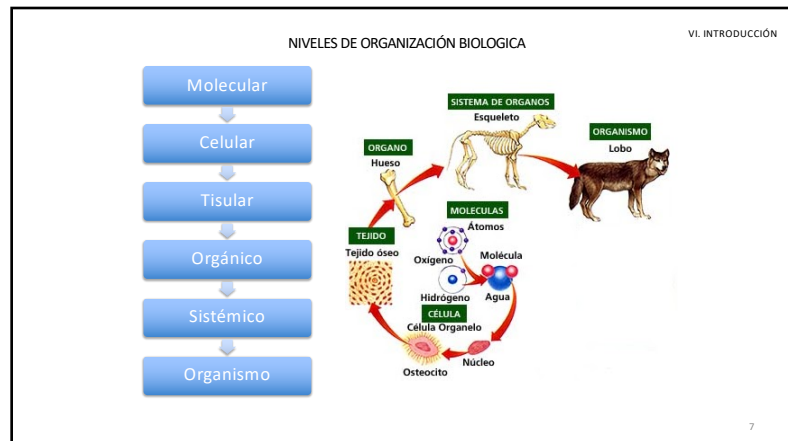 VI. INTRODUCCIÓN
NIVELES DE ORGANIZACIÓN BIOLOGICA
Molecular
Celular
Tisular
Orgánico
Sistémico
Organismo
SISTEMA DE ORGANOS
Esqueleto
ORGANISMO
Lobo
ORGANO
Hueso
MOLECULAS
Átomos
TEJIDO
Tejido óseo
Oxígeno
Molécula
Hidrógeno
Agua
CÉLULA
Célula Organelo
Núcleo
Osteocito
7